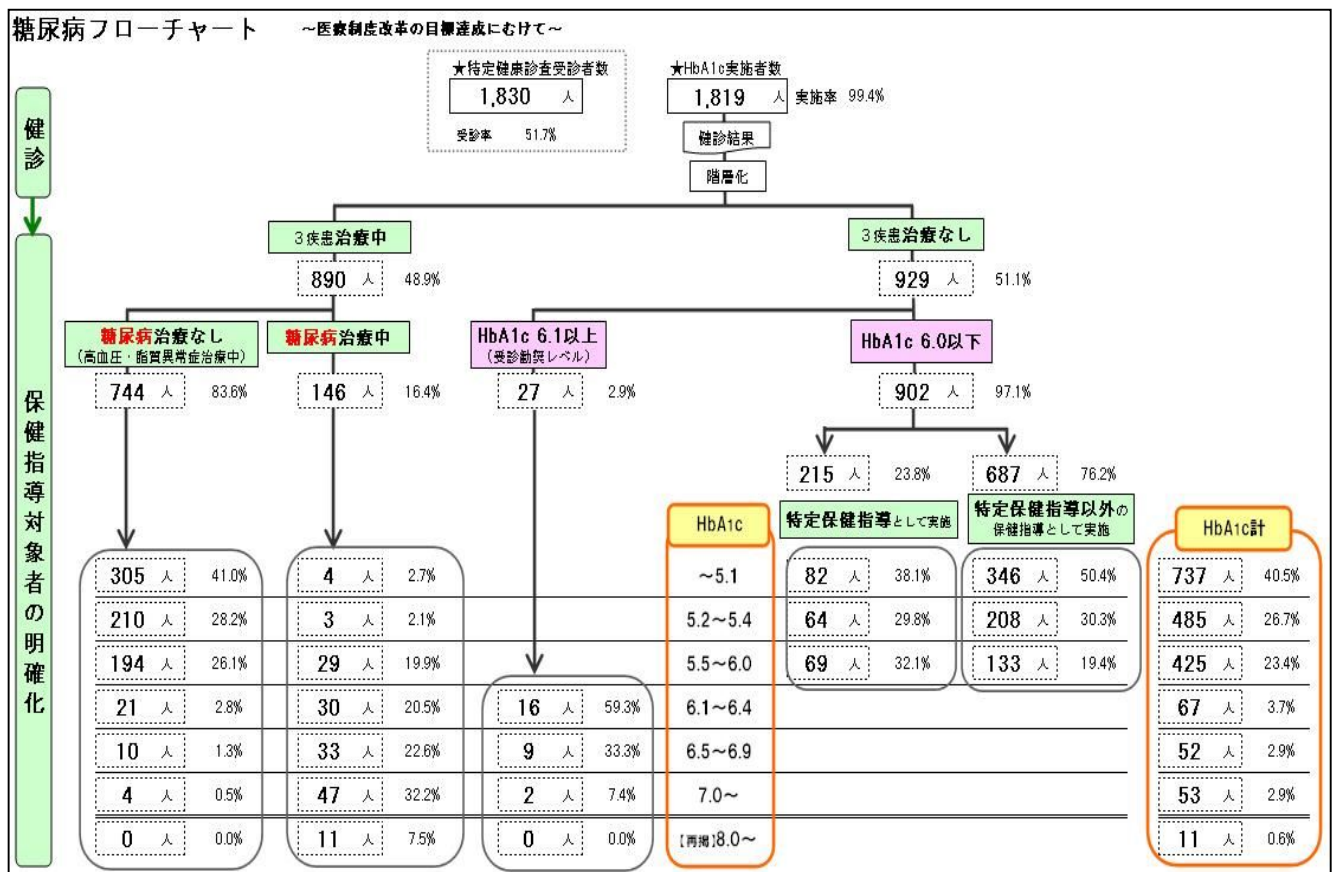 糖尿病フローチャート ～医療制度改革の目標達成にむけて～
★特定健康診査受診者数
1,830 人
受診率 51.7%
★HbA1c実施者数
1,819 人 実施率 99.4%
健診結果
階層化
健診
保健指導対象者の明確化
3疾患治療中
890 人 48.9%
3疾患治療なし
929 人 51.1%
糖尿病治療なし
(高血圧・脂質異常症治療中)
744 人 83.6%
糖尿病治療中
146 人 16.4%
HbA1c 6.1以上
(受診勧奨レベル)
27 人 2.9%
HbA1c 6.0以下
902 人 97.1%
215 人 23.8%
687 人 76.2%
HbA1c
特定保健指導として実施
特定保健指導以外の
保健指導として実施
HbA1c計
305 人 41.0% 4 人 2.7% ～5.1 82 人 38.1% 346 人 50.4% 737 人 40.5%
210 人 28.2% 3 人 2.1% 5.2～5.4 64 人 29.8% 208 人 30.3% 485 人 26.7%
194 人 26.1% 29 人 19.9% 5.5～6.0 69 人 32.1% 133 人 19.4% 425 人 23.4%
21 人 2.8% 30 人 20.5% 16 人 59.3% 6.1～6.4 67 人 3.7%
10 人 1.3% 33 人 22.6% 9 人 33.3% 6.5～6.9 52 人 2.9%
4 人 0.5% 47 人 32.2% 2 人 7.4% 7.0～ 53 人 2.9%
0 人 0.0% 11 人 7.5% 0 人 0.0% 【再掲】8.0～ 11 人 0.6%